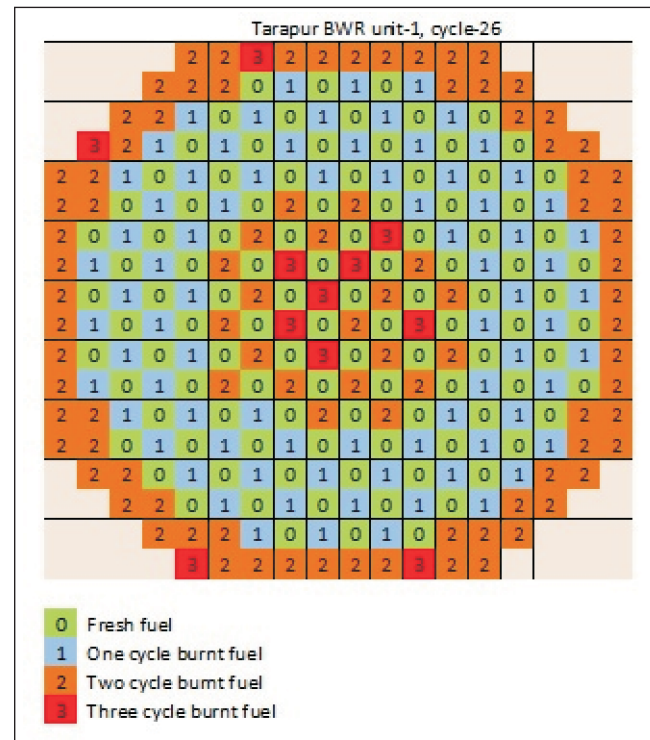 Tarapur BWR unit-1, cycle-26
2 2 3 2 2 2 2 2 2 2
2 2 2 0 1 0 1 0 1 2 2 2
2 2 1 0 1 0 1 0 1 0 1 0 2 2
3 2 1 0 1 0 1 0 1 0 1 0 1 0 2 2
2 2 1 0 1 0 1 0 1 0 1 0 1 0 1 0 2 2
2 2 0 1 0 1 0 2 0 2 0 1 0 1 0 1 2 2
2 0 1 0 1 0 2 0 2 0 3 0 1 0 1 0 1 2
2 1 0 1 0 2 0 3 0 3 0 2 0 1 0 1 0 2
2 0 1 0 1 0 2 0 3 0 2 0 2 0 1 0 1 2
2 1 0 1 0 2 0 3 0 2 0 3 0 1 0 1 0 2
2 0 1 0 1 0 2 0 3 0 2 0 2 0 1 0 1 2
2 1 0 1 0 2 0 2 0 2 0 2 0 1 0 1 0 2
2 2 1 0 1 0 1 0 2 0 2 0 1 0 1 0 2 2
2 2 0 1 0 1 0 1 0 1 0 1 0 1 0 1 2 2
2 2 0 1 0 1 0 1 0 1 0 1 0 1 2 2
2 2 0 1 0 1 0 1 0 1 0 1 2 2
2 2 2 1 0 1 0 1 0 2 2 2
3 2 2 2 2 2 2 3 2 2
0 Fresh fuel
1 One cycle burnt fuel
2 Two cycle burnt fuel
3 Three cycle burnt fuel